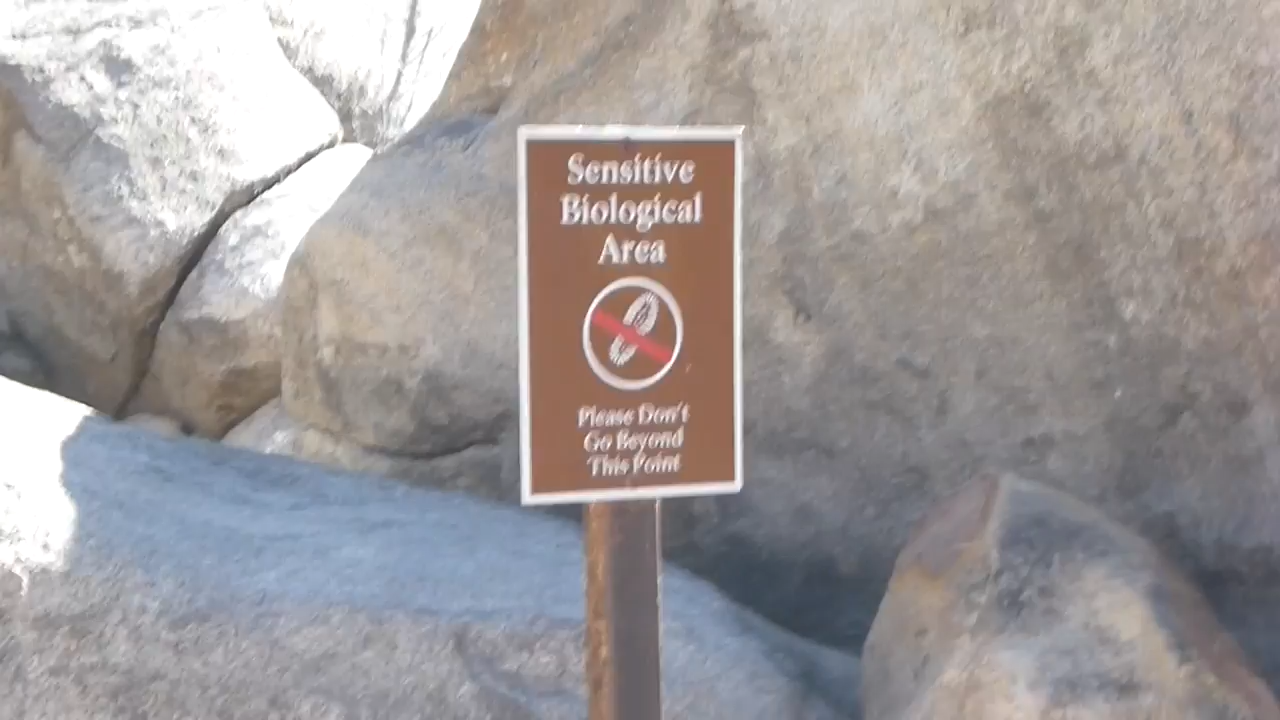 Sensitive
Biological
Area
Please Don't
Go Beyond
This Point